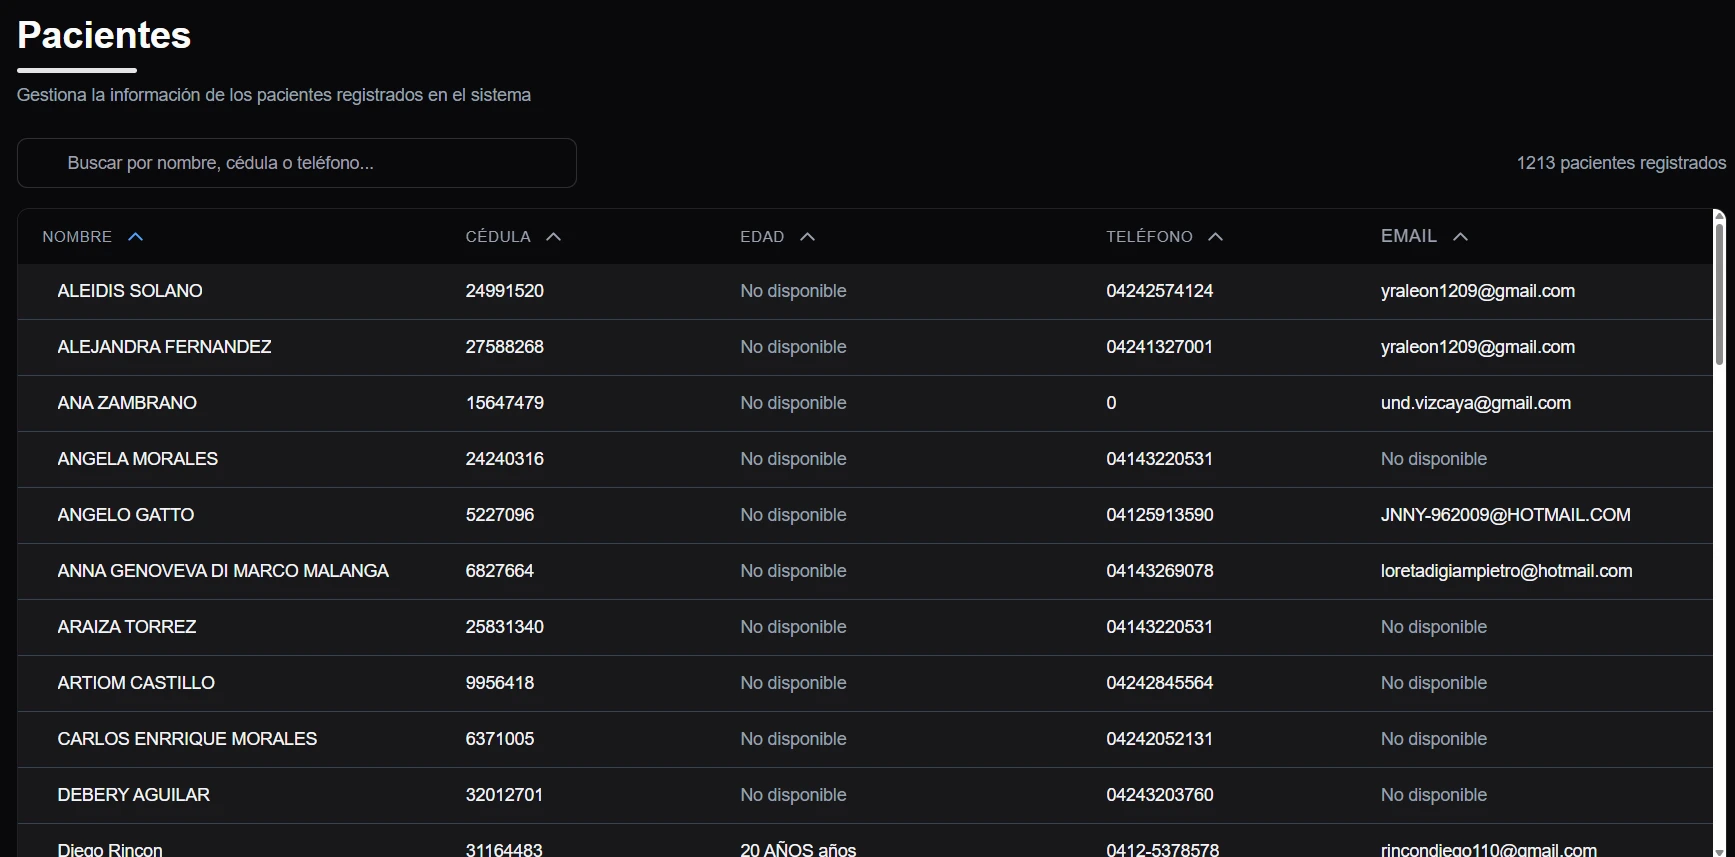 Pacientes
Gestiona la información de los pacientes registrados en el sistema
Buscar por nombre, cédula o teléfono...
1213 pacientes registrados
NOMBRE CÉDULA EDAD TELÉFONO EMAIL
ALEIDIS SOLANO 24991520 No disponible 04242574124 yraleon1209@gmail.com
ALEJANDRA FERNANDEZ 27588268 No disponible 04241327001 yraleon1209@gmail.com
ANA ZAMBRANO 15647479 No disponible 0 und.vizcaya@gmail.com
ANGELA MORALES 24240316 No disponible 04143220531 No disponible
ANGELO GATTO 5227096 No disponible 04125913590 JNNY-962009@HOTMAIL.COM
ANNA GENOVEVA DI MARCO MALANGA 6827664 No disponible 04143269078 loretadigiampietro@hotmail.com
ARAIZA TORREZ 25831340 No disponible 04143220531 No disponible
ARTIOM CASTILLO 9956418 No disponible 04242845564 No disponible
CARLOS ENRRIQUE MORALES 6371005 No disponible 04242052131 No disponible
DEBERY AGUILAR 32012701 No disponible 04243203760 No disponible
Diego Rincon 31164483 20 AÑOS años 0412-5378578 rincondiego110@gmail.com